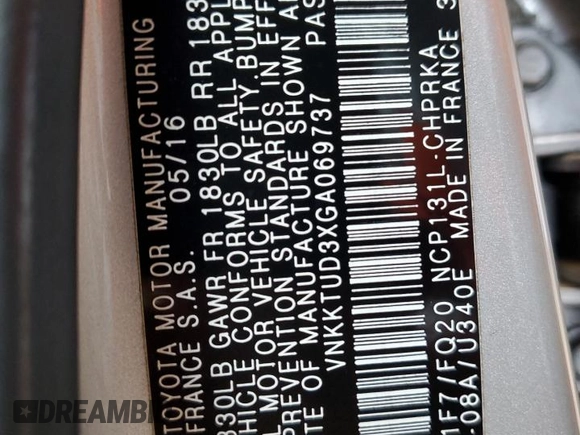 TOYOTA MOTOR MANUFACTURING
FRANCE S.A.S. 05/16
830LB GAWR FR 1830LB RR 183
HICLE CONFORMS TO ALL APPL
L MOTOR VEHICLE SAFETY, BUMP
PREVENTION STANDARDS IN EFF
TE OF MANUFACTURE SHOWN A
VNKKTUD3XGA069737 PAS
1F7/FQ20 NCP131L-CHPRKA
08A/U340E MADE IN FRANCE 3
DREAMB